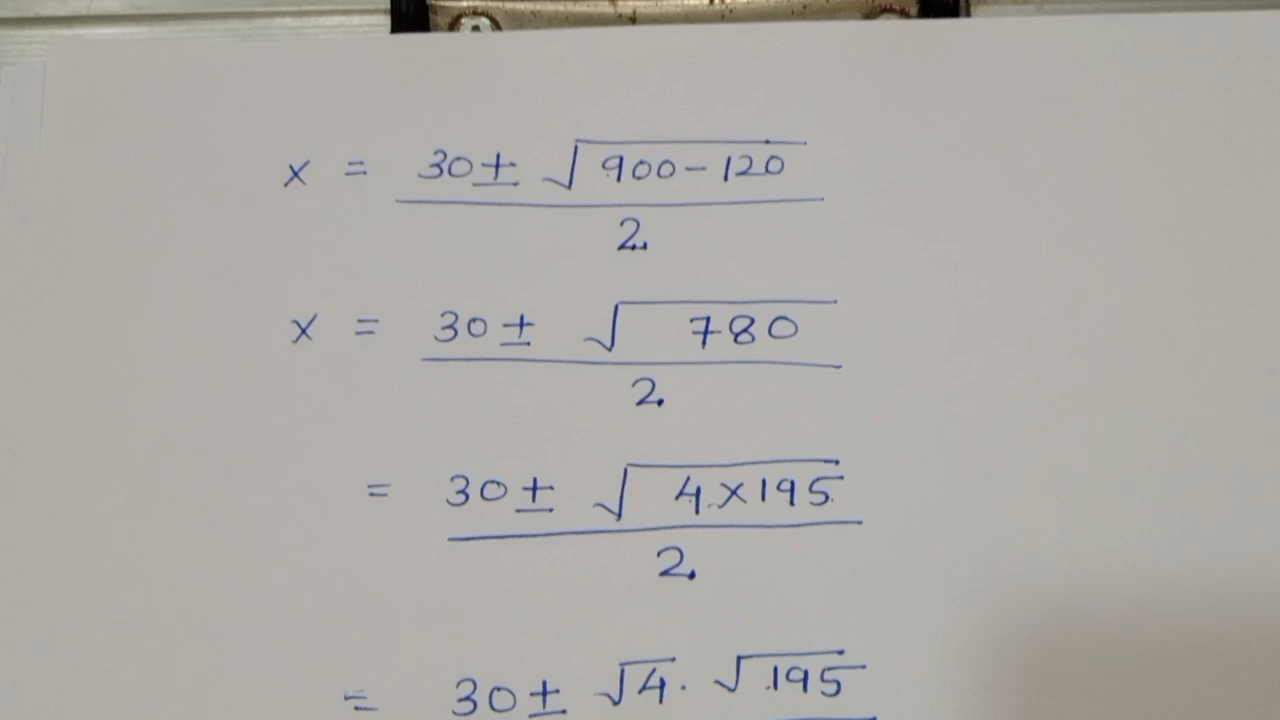 x = 30 ± √900 - 120
2
x = 30 ± √780
2
= 30 ± √4 × 195
2
= 30 ± √4 . √195